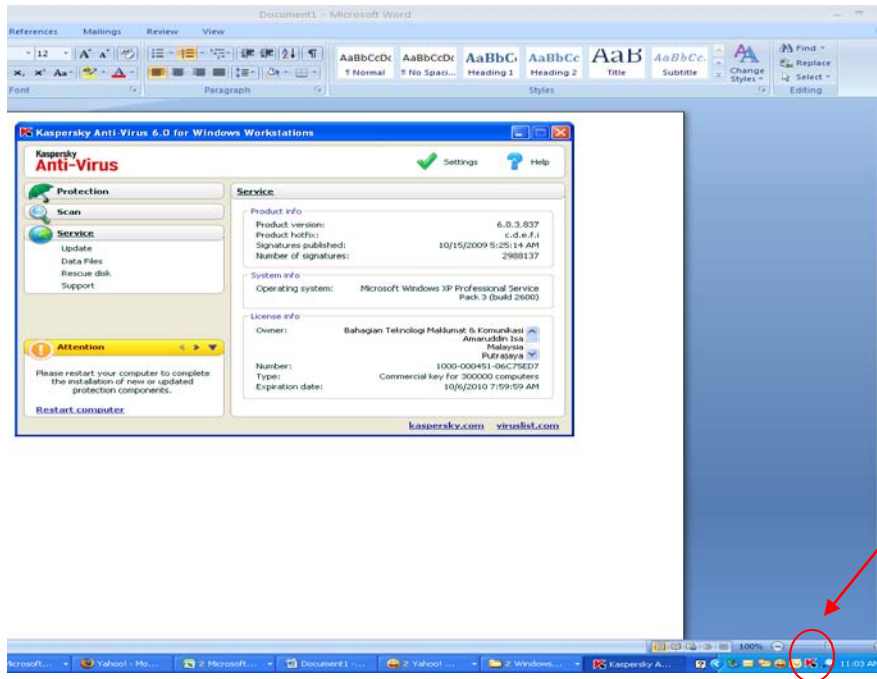 Document1 - Microsoft Word
References Mailings Review View
12
AaBbCcDc AaBbCcDc AaBbC AaBbCc AaB AaBbCc.
¶ Normal ¶ No Spaci... Heading 1 Heading 2 Title Subtitle
Change Styles
Find
Replace
Select
Font Paragraph Styles Editing
Kaspersky Anti-Virus 6.0 for Windows Workstations
Kaspersky
Anti-Virus
Settings Help
Protection
Scan
Service
Update
Data Files
Rescue disk
Support
Attention
Please restart your computer to complete
the installation of new or updated
protection components.
Restart computer
Service
Product info
Product version: 6.0.3.837
Product hotfix: c.d.e.f.i
Signatures published: 10/15/2009 5:25:14 AM
Number of signatures: 2988137
System info
Operating system: Microsoft Windows XP Professional Service
Pack 3 (build 2600)
License info
Owner: Bahagian Teknologi Maklumat & Komunikasi
Amaruddin Isa
Malaysia
Putrajaya
Number: 1000-000451-06C75ED7
Type: Commercial key for 300000 computers
Expiration date: 10/6/2010 7:59:59 AM
kaspersky.com viruslist.com
100%
Microsoft... Yahoo! - Mo... 2 Microsoft... Document1 -... 2 Yahoo! ... 2 Windows... Kaspersky A... 11:03 AM